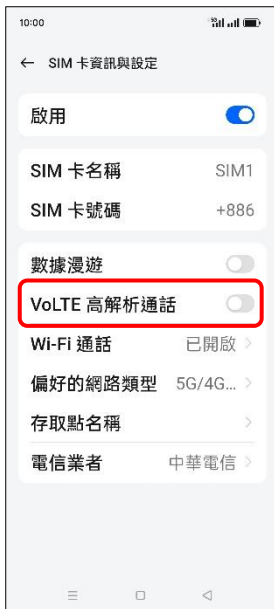 10:00
← SIM 卡資訊與設定
啟用
SIM 卡名稱 SIM1
SIM 卡號碼 +886
數據漫遊
VoLTE 高解析通話
Wi-Fi 通話 已開啟 >
偏好的網路類型 5G/4G... >
存取點名稱 >
電信業者 中華電信 >